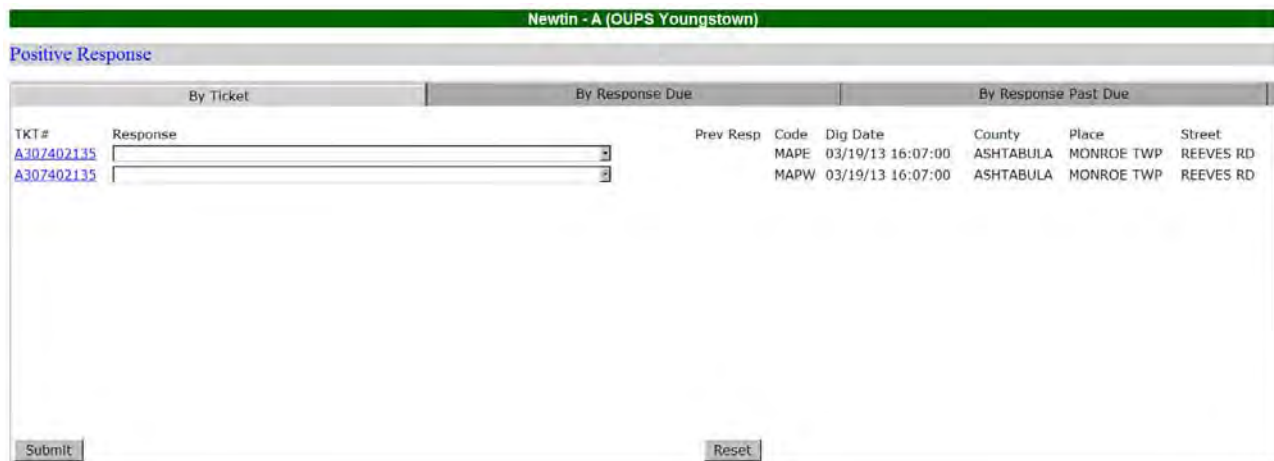 Newtin - A (OUPS Youngstown)
Positive Response
By Ticket By Response Due By Response Past Due
TKT# Response Prev Resp Code Dig Date County Place Street
A307402135 MAPE 03/19/13 16:07:00 ASHTABULA MONROE TWP REEVES RD
A307402135 MAPW 03/19/13 16:07:00 ASHTABULA MONROE TWP REEVES RD
Submit Reset